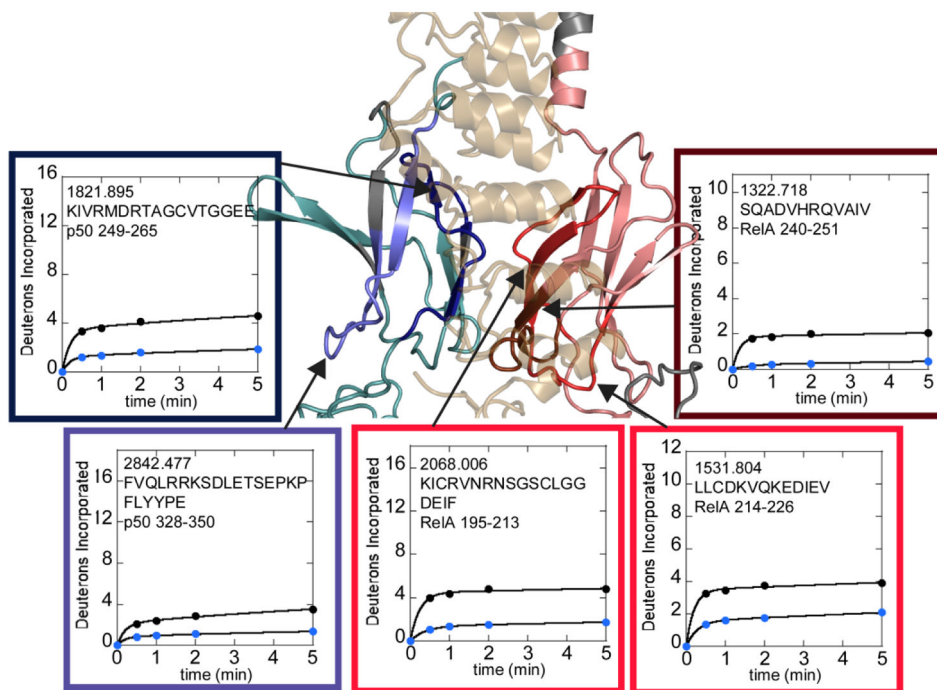 16
12
8
4
0
Deuterons Incorporated
1821.895
KIVRMDRTAGCVTGGEE
p50 249-265
0 1 2 3 4 5
time (min)
10
8
6
4
2
0
Deuterons Incorporated
1322.718
SQADVHRQVAIV
RelA 240-251
0 1 2 3 4 5
time (min)
16
12
8
4
0
Deuterons Incorporated
2842.477
FVQLRRKSDLETSEPKP
FLYYPE
p50 328-350
0 1 2 3 4 5
time (min)
16
12
8
4
0
Deuterons Incorporated
2068.006
KICRVNRNSGSCLGG
DEIF
RelA 195-213
0 1 2 3 4 5
time (min)
12
10
8
6
4
2
0
Deuterons Incorporated
1531.804
LLCDKVQKEDIEV
RelA 214-226
0 1 2 3 4 5
time (min)